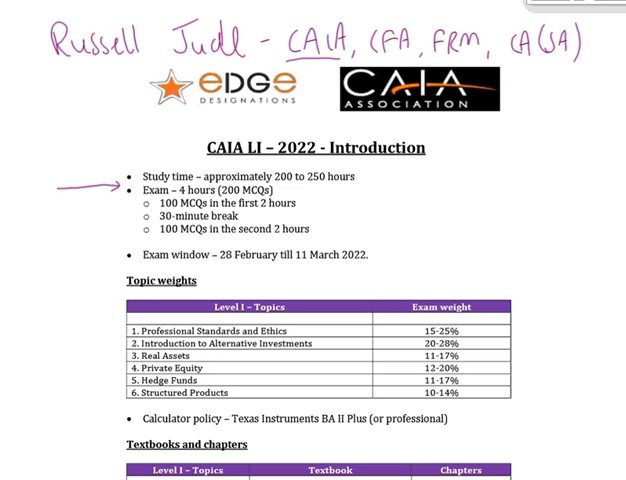 Russell Judd - CAIA, CFA, FRM, CA(SA)
EDGE
DESIGNATIONS
CAIA
ASSOCIATION
CAIA LI – 2022 - Introduction
• Study time – approximately 200 to 250 hours
• Exam – 4 hours (200 MCQs)
o 100 MCQs in the first 2 hours
o 30-minute break
o 100 MCQs in the second 2 hours
• Exam window – 28 February till 11 March 2022.
Topic weights
Level I – Topics Exam weight
1. Professional Standards and Ethics 15-25%
2. Introduction to Alternative Investments 20-28%
3. Real Assets 11-17%
4. Private Equity 12-20%
5. Hedge Funds 11-17%
6. Structured Products 10-14%
• Calculator policy – Texas Instruments BA II Plus (or professional)
Textbooks and chapters
Level I – Topics Textbook Chapters